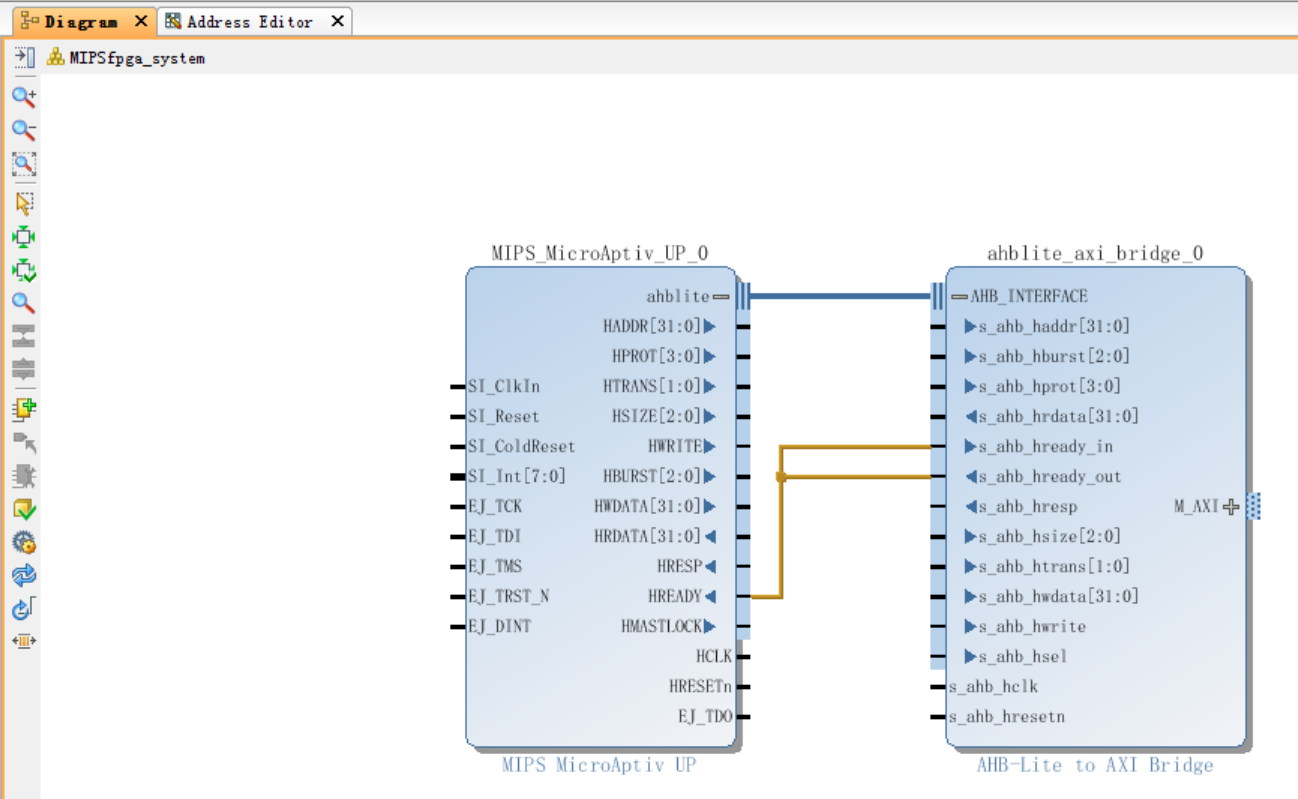 Diagram
Address Editor
MIPSfpga_system
MIPS_MicroAptiv_UP_0
ahblite
HADDR[31:0]
HPROT[3:0]
SI_ClkIn
HTRANS[1:0]
SI_Reset
HSIZE[2:0]
SI_ColdReset
HWRITE
SI_Int[7:0]
HBURST[2:0]
EJ_TCK
HWDATA[31:0]
EJ_TDI
HRDATA[31:0]
EJ_TMS
HRESP
EJ_TRST_N
HREADY
EJ_DINT
HMASTLOCK
HCLK
HRESETn
EJ_TDO
MIPS MicroAptiv UP
ahblite_axi_bridge_0
AHB_INTERFACE
s_ahb_haddr[31:0]
s_ahb_hburst[2:0]
s_ahb_hprot[3:0]
s_ahb_hrdata[31:0]
s_ahb_hready_in
s_ahb_hready_out
s_ahb_hresp
M_AXI
s_ahb_hsize[2:0]
s_ahb_htrans[1:0]
s_ahb_hwdata[31:0]
s_ahb_hwrite
s_ahb_hsel
s_ahb_hclk
s_ahb_hresetn
AHB-Lite to AXI Bridge